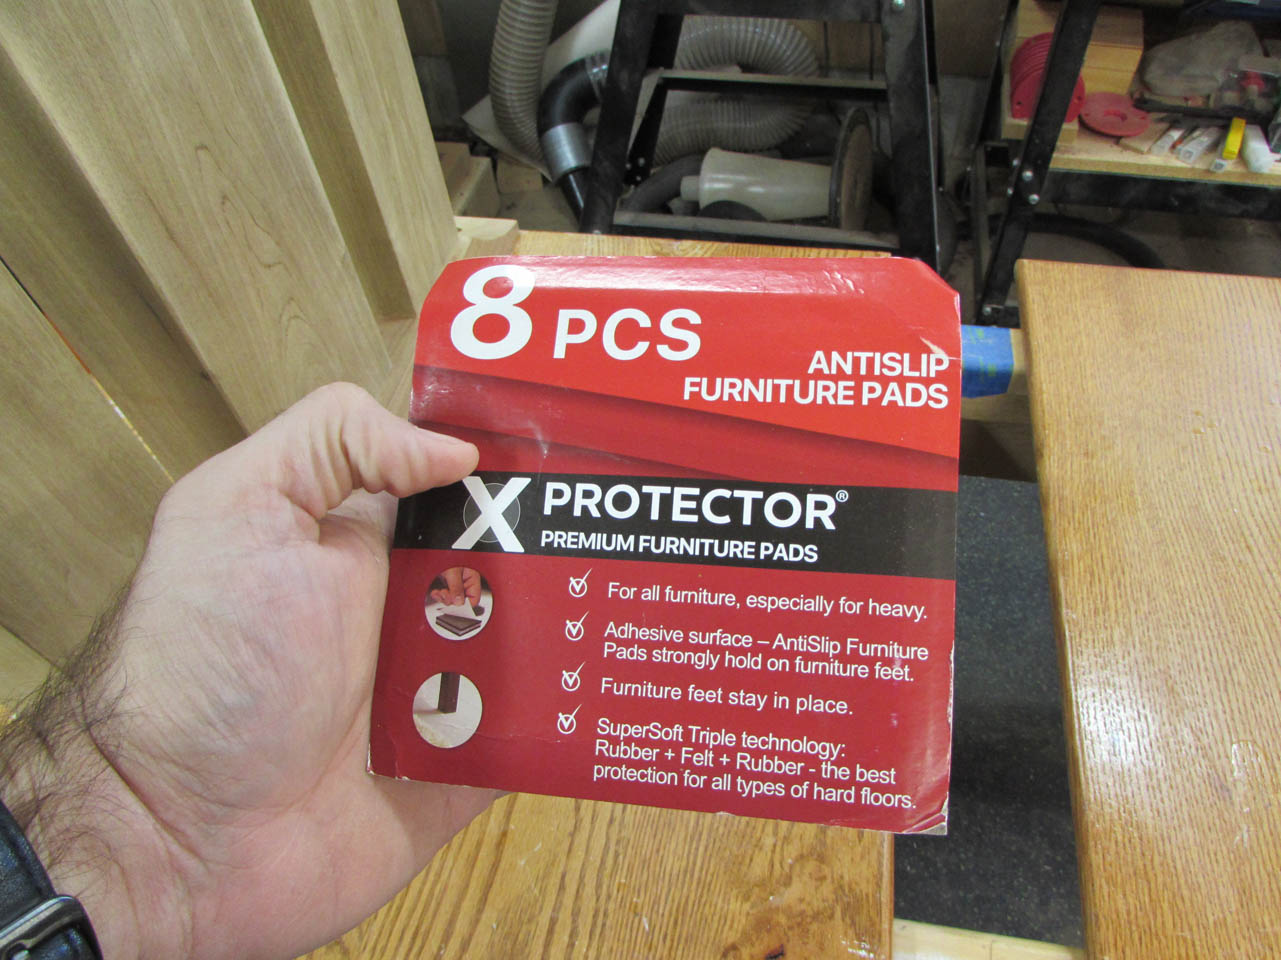 8 PCS
ANTISLIP
FURNITURE PADS
X PROTECTOR®
PREMIUM FURNITURE PADS
For all furniture, especially for heavy.
Adhesive surface – AntiSlip Furniture
Pads strongly hold on furniture feet.
Furniture feet stay in place.
SuperSoft Triple technology:
Rubber + Felt + Rubber - the best
protection for all types of hard floors.